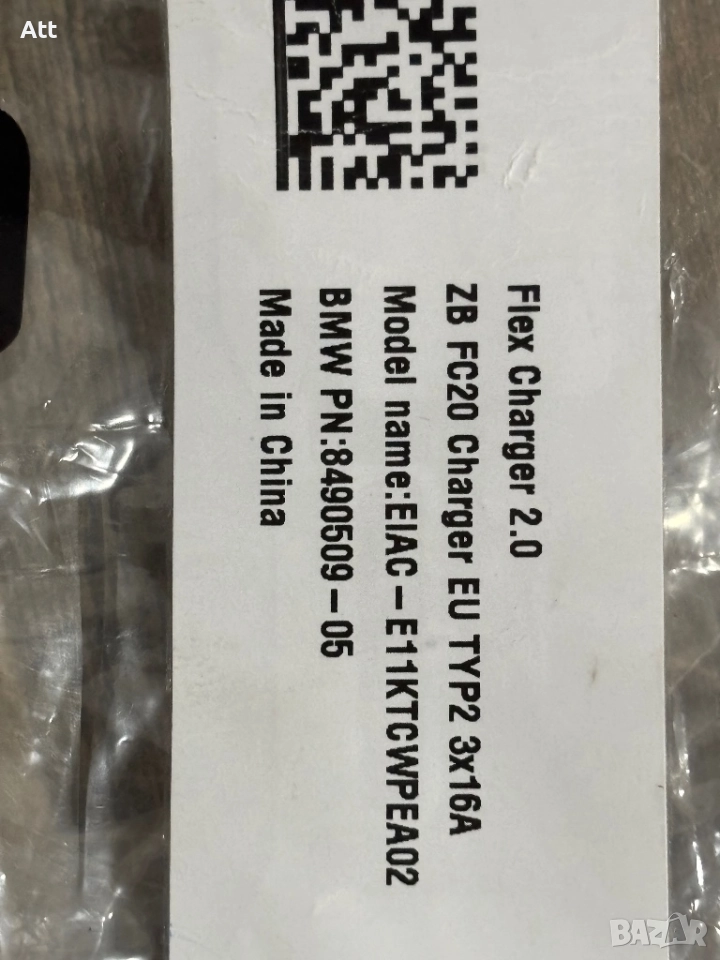 Att
Flex Charger 2.0
ZB FC20 Charger EU TYP2 3x16A
Model name:EIAC-E11KTCWPEA02
BMW PN:8490509-05
Made in China
BAZAR